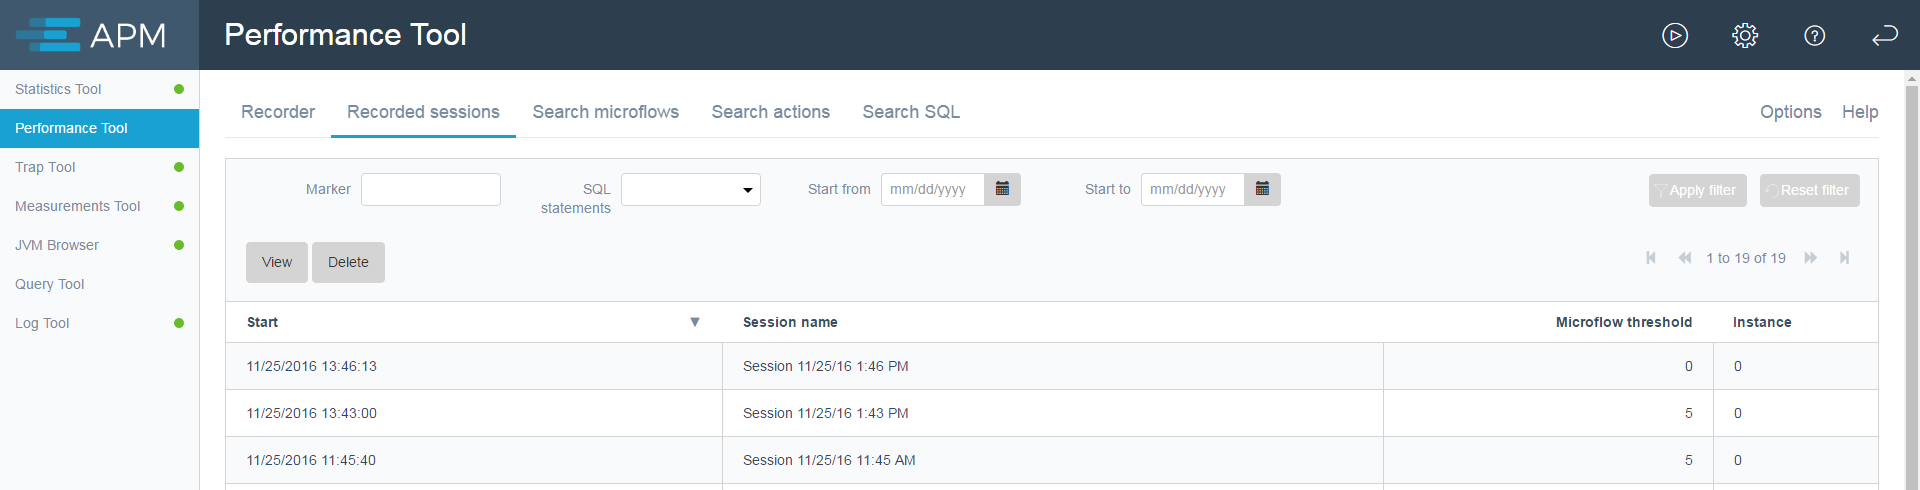 APM
Performance Tool
Statistics Tool
Performance Tool
Trap Tool
Measurements Tool
JVM Browser
Query Tool
Log Tool
Recorder Recorded sessions Search microflows Search actions Search SQL Options Help
Marker SQL statements Start from mm/dd/yyyy Start to mm/dd/yyyy Apply filter Reset filter
View Delete 1 to 19 of 19
Start Session name Microflow threshold Instance
11/25/2016 13:46:13 Session 11/25/16 1:46 PM 0 0
11/25/2016 13:43:00 Session 11/25/16 1:43 PM 5 0
11/25/2016 11:45:40 Session 11/25/16 11:45 AM 5 0